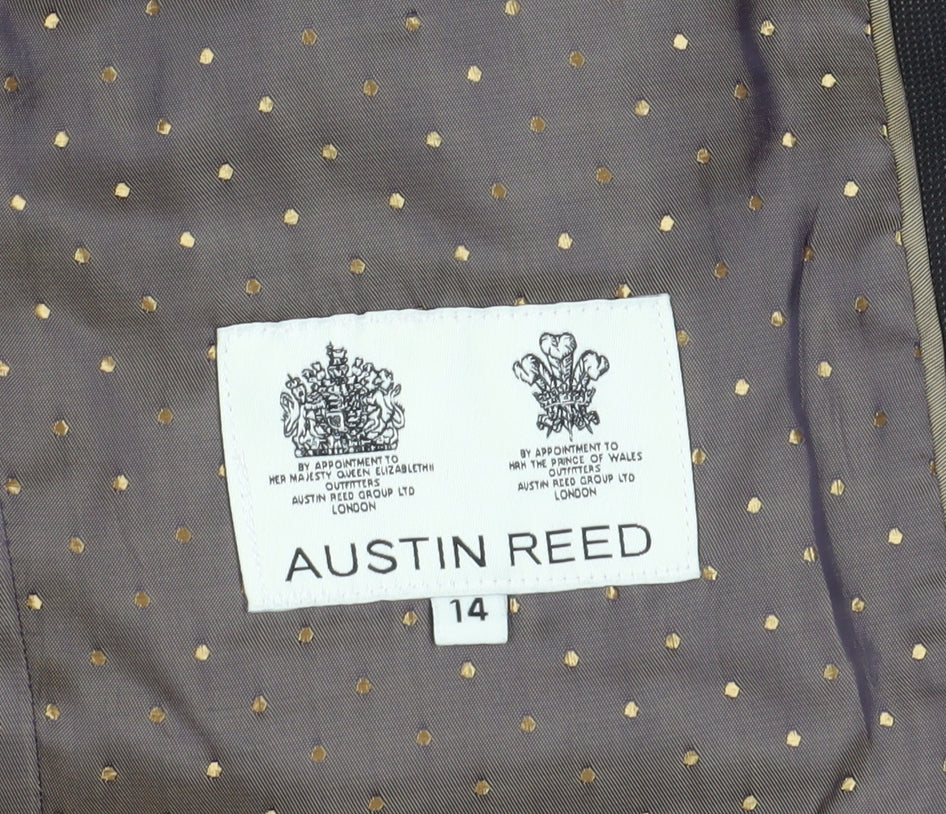 BY APPOINTMENT TO
HER MAJESTY QUEEN ELIZABETH II
OUTFITTERS
AUSTIN REED GROUP LTD
LONDON
BY APPOINTMENT TO
HRH THE PRINCE OF WALES
OUTFITTERS
AUSTIN REED GROUP LTD
LONDON
AUSTIN REED
14